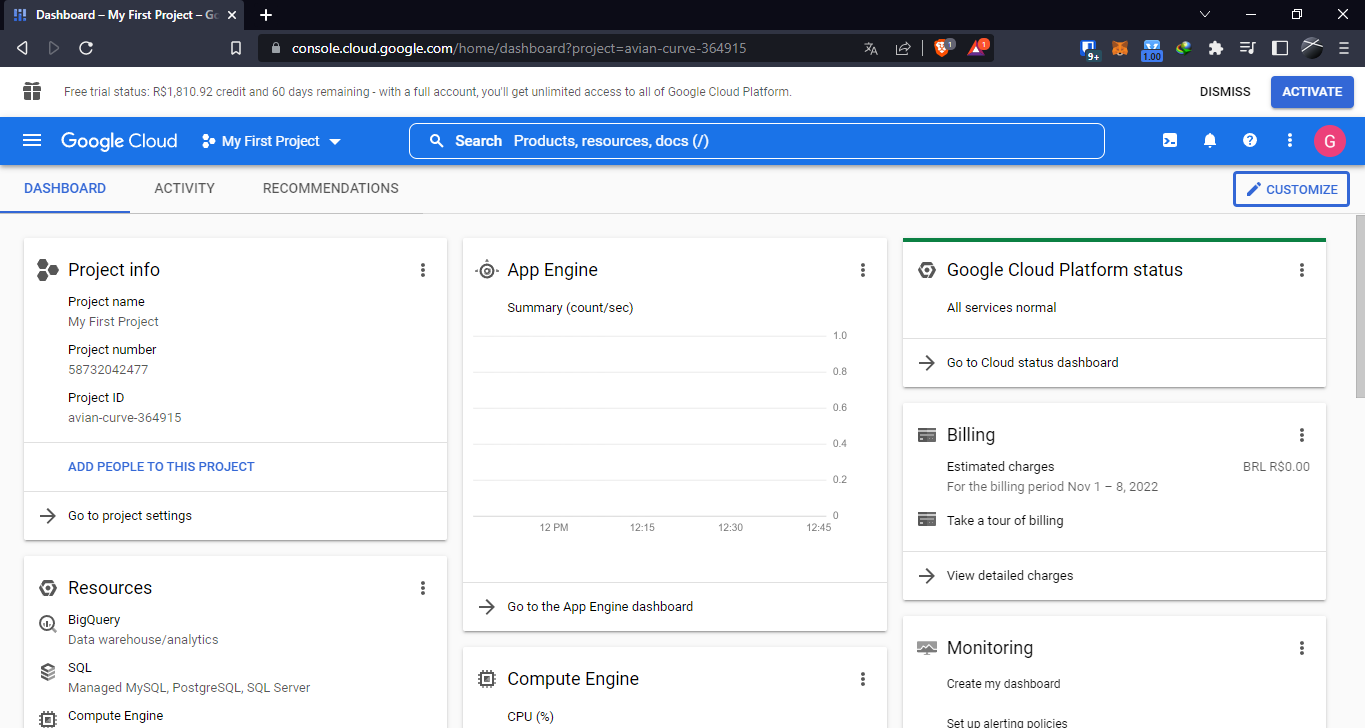 Dashboard – My First Project – Go
console.cloud.google.com/home/dashboard?project=avian-curve-364915
1
1
9+
1.00
Free trial status: R$1,810.92 credit and 60 days remaining - with a full account, you'll get unlimited access to all of Google Cloud Platform.
DISMISS
ACTIVATE
Google Cloud
My First Project
Search Products, resources, docs (/)
G
DASHBOARD
ACTIVITY
RECOMMENDATIONS
CUSTOMIZE
Project info
Project name
My First Project
Project number
58732042477
Project ID
avian-curve-364915
ADD PEOPLE TO THIS PROJECT
Go to project settings
Resources
BigQuery
Data warehouse/analytics
SQL
Managed MySQL, PostgreSQL, SQL Server
Compute Engine
App Engine
Summary (count/sec)
1.0
0.8
0.6
0.4
0.2
0
12 PM 12:15 12:30 12:45
Go to the App Engine dashboard
Compute Engine
CPU (%)
Google Cloud Platform status
All services normal
Go to Cloud status dashboard
Billing
Estimated charges BRL R$0.00
For the billing period Nov 1 – 8, 2022
Take a tour of billing
View detailed charges
Monitoring
Create my dashboard
Set up alerting policies